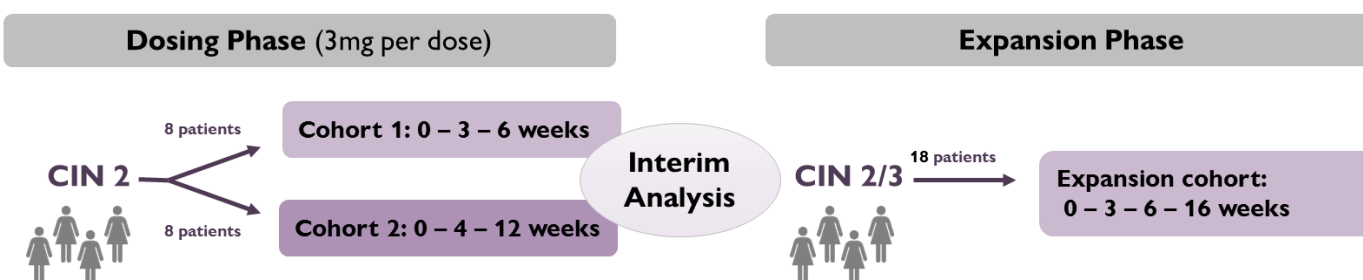 Dosing Phase (3mg per dose)
Expansion Phase
8 patients
Cohort 1: 0 – 3 – 6 weeks
CIN 2
8 patients
Cohort 2: 0 – 4 – 12 weeks
Interim
Analysis
CIN 2/3
18 patients
Expansion cohort:
0 – 3 – 6 – 16 weeks